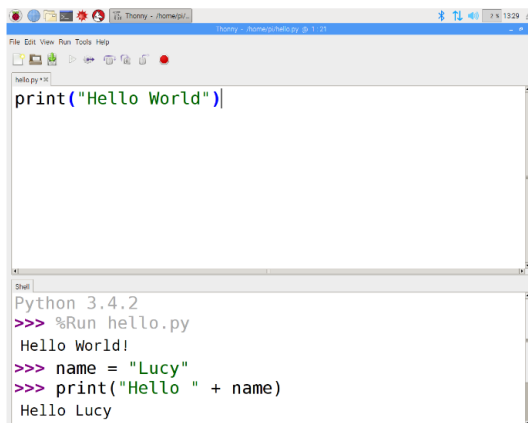 Thonny - /home/pi/...
13:29
Thonny - /home/pi/hello.py @ 1:21
File Edit View Run Tools Help
hello.py *
print("Hello World")
Shell
Python 3.4.2
>>> %Run hello.py
Hello World!
>>> name = "Lucy"
>>> print("Hello " + name)
Hello Lucy